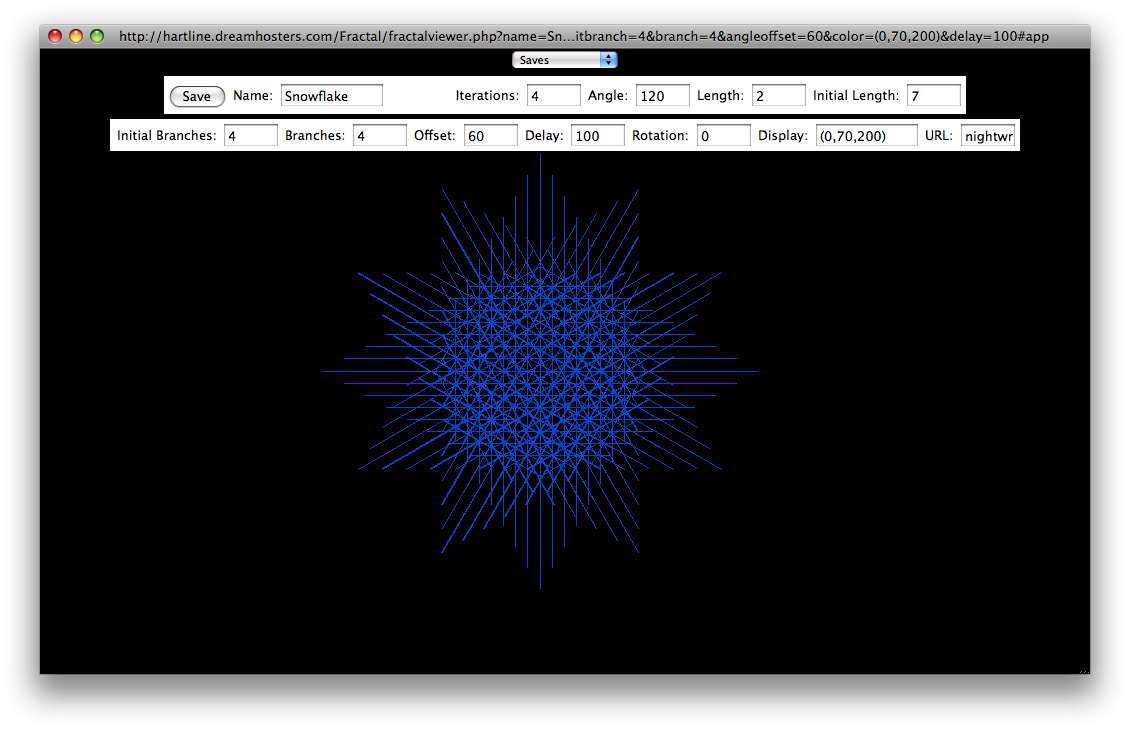 http://hartline.dreamhosters.com/Fractal/fractalviewer.php?name=Sn...itbranch=4&branch=4&angleoffset=60&color=(0,70,200)&delay=100#app
Saves
Save Name: Snowflake Iterations: 4 Angle: 120 Length: 2 Initial Length: 7
Initial Branches: 4 Branches: 4 Offset: 60 Delay: 100 Rotation: 0 Display: (0,70,200) URL: nightwr